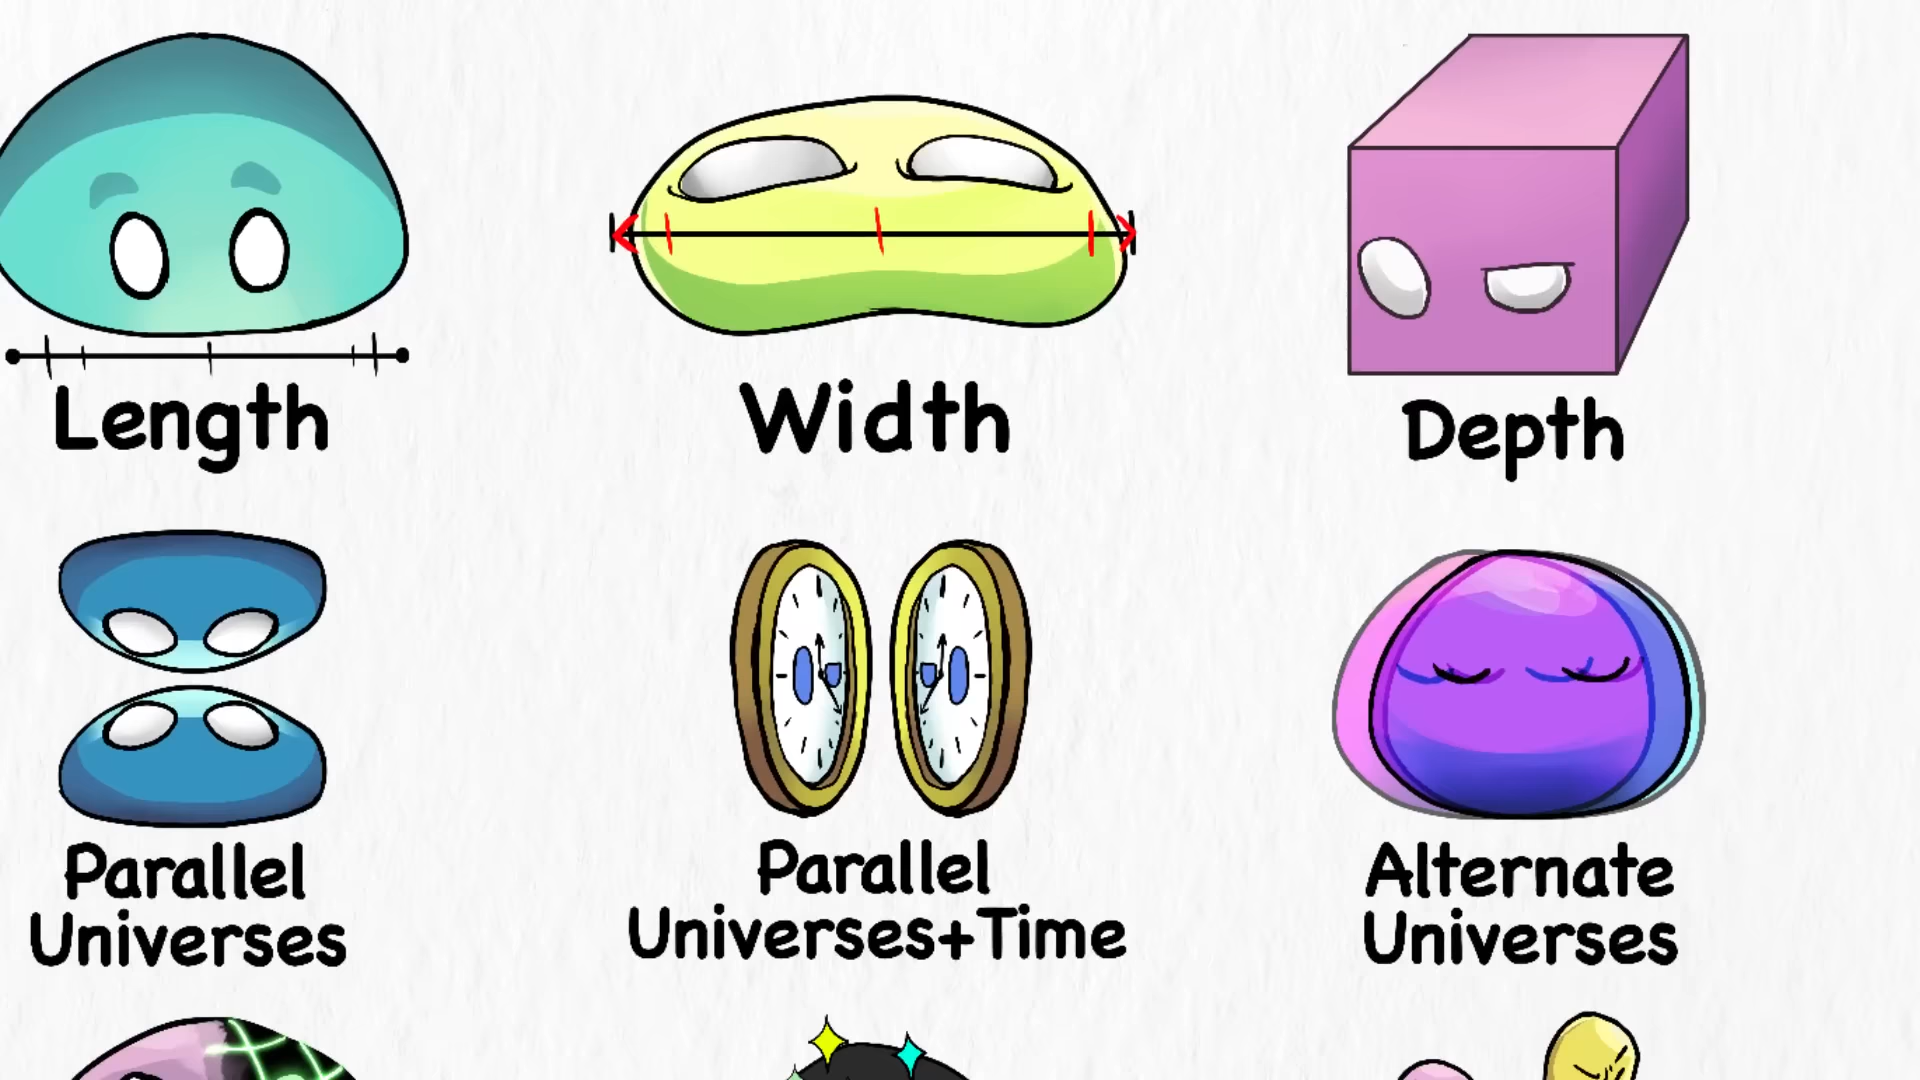 Length
Width
Depth
Parallel
Universes
Parallel
Universes+Time
Alternate
Universes